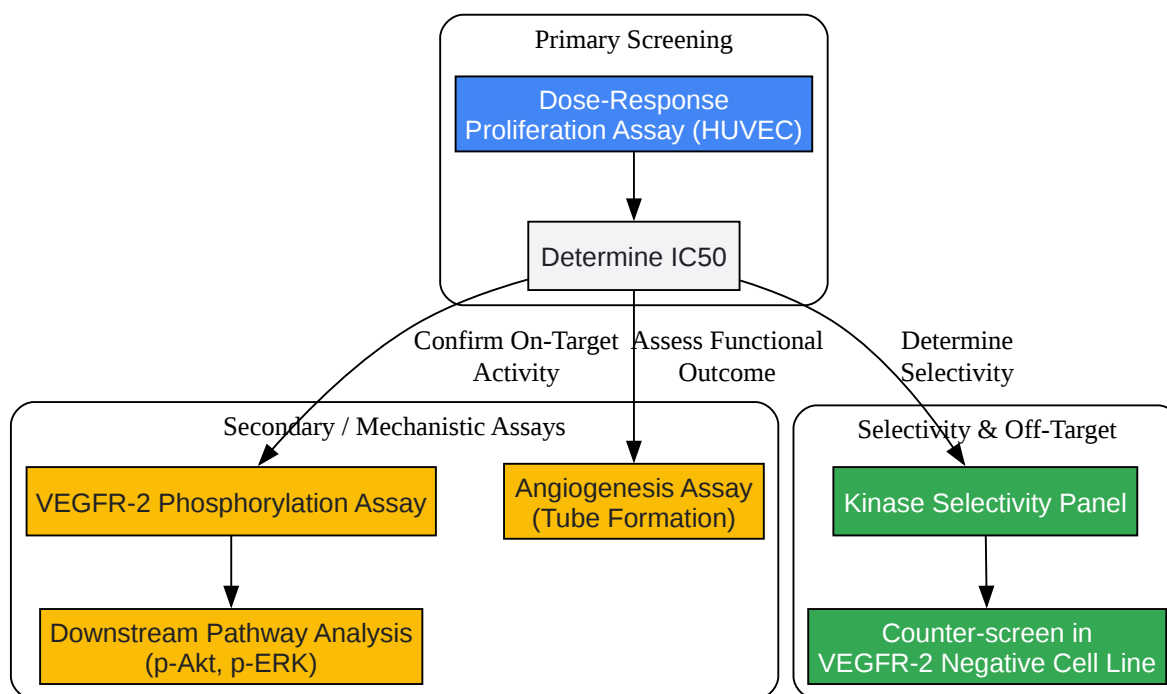 Primary Screening
Dose-Response
Proliferation Assay (HUVEC)
Determine IC50
Confirm On-Target
Activity
Assess Functional
Outcome
Determine
Selectivity
Secondary / Mechanistic Assays
VEGFR-2 Phosphorylation Assay
Downstream Pathway Analysis
(p-Akt, p-ERK)
Angiogenesis Assay
(Tube Formation)
Selectivity & Off-Target
Kinase Selectivity Panel
Counter-screen in
VEGFR-2 Negative Cell Line